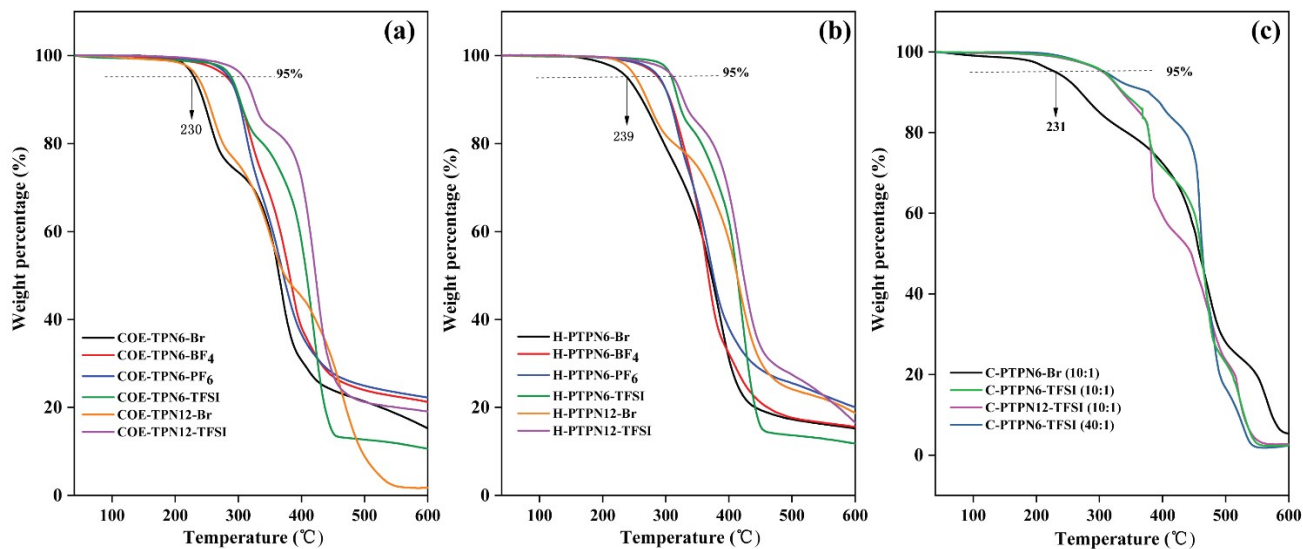 (a)
Weight percentage (%)
100
80
60
40
20
0
95%
230
COE-TPN6-Br
COE-TPN6-BF4
COE-TPN6-PF6
COE-TPN6-TFSI
COE-TPN12-Br
COE-TPN12-TFSI
100 200 300 400 500 600
Temperature (℃)
(b)
Weight percentage (%)
100
80
60
40
20
0
95%
239
H-PTPN6-Br
H-PTPN6-BF4
H-PTPN6-PF6
H-PTPN6-TFSI
H-PTPN12-Br
H-PTPN12-TFSI
100 200 300 400 500 600
Temperature (℃)
(c)
Weight percentage (%)
100
80
60
40
20
0
95%
231
C-PTPN6-Br (10:1)
C-PTPN6-TFSI (10:1)
C-PTPN12-TFSI (10:1)
C-PTPN6-TFSI (40:1)
100 200 300 400 500 600
Temperature (℃)